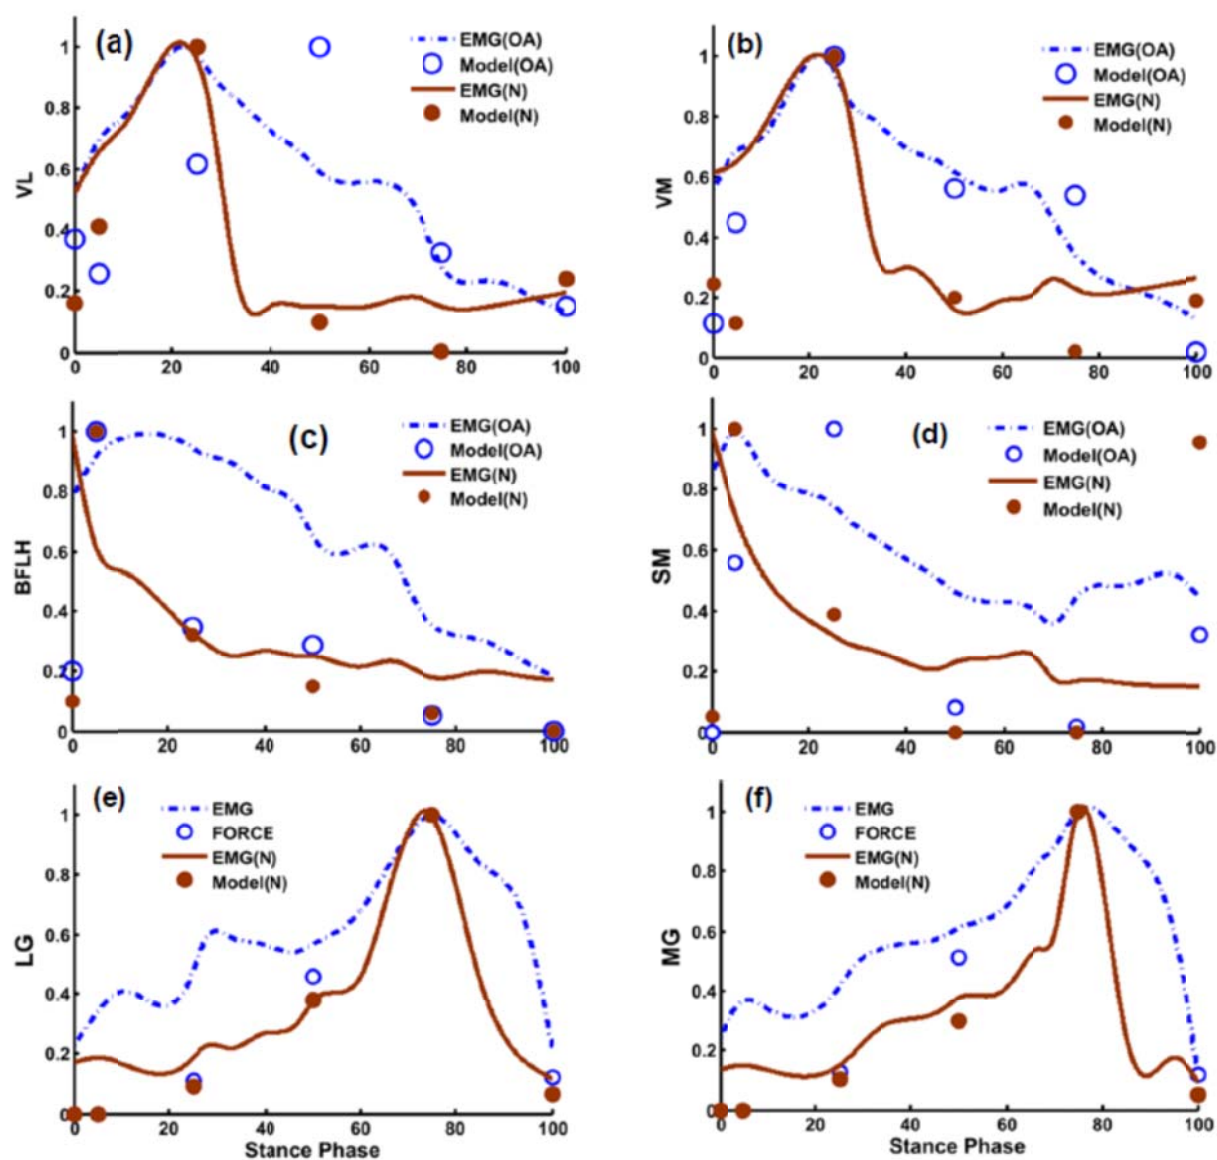 (a)
EMG(OA)
Model(OA)
EMG(N)
Model(N)
1
0.8
0.6
0.4
0.2
0
VL
0 20 40 60 80 100
(b)
EMG(OA)
Model(OA)
EMG(N)
Model(N)
1
0.8
0.6
0.4
0.2
0
VM
0 20 40 60 80 100
(c)
EMG(OA)
Model(OA)
EMG(N)
Model(N)
1
0.8
0.6
0.4
0.2
0
BFLH
0 20 40 60 80 100
(d)
EMG(OA)
Model(OA)
EMG(N)
Model(N)
1
0.8
0.6
0.4
0.2
0
SM
0 20 40 60 80 100
(e)
EMG
FORCE
EMG(N)
Model(N)
1
0.8
0.6
0.4
0.2
0
LG
0 20 40 60 80 100
Stance Phase
(f)
EMG
FORCE
EMG(N)
Model(N)
1
0.8
0.6
0.4
0.2
0
MG
0 20 40 60 80 100
Stance Phase